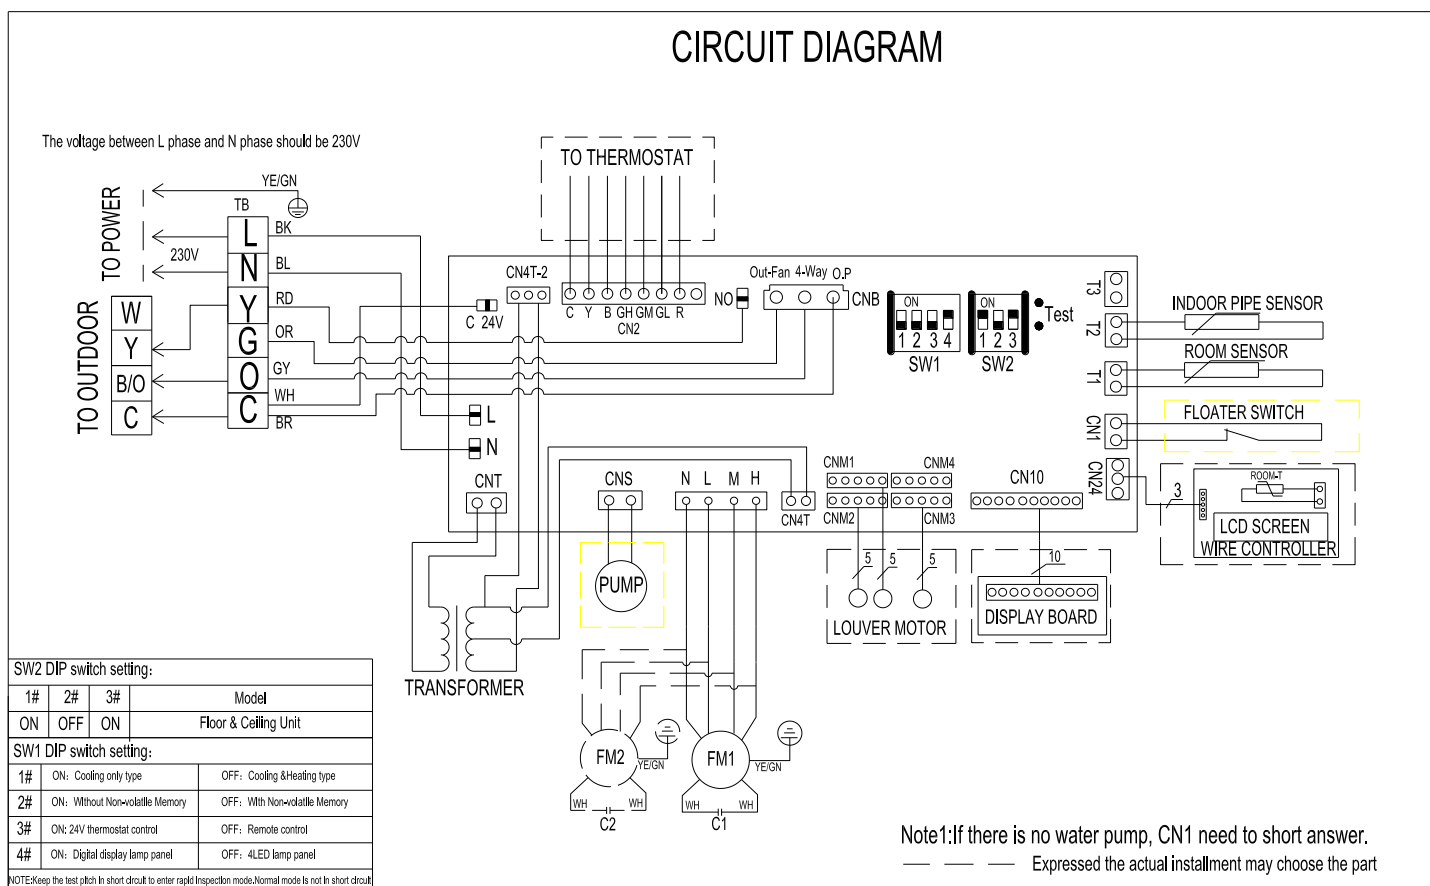 CIRCUIT DIAGRAM
The voltage between L phase and N phase should be 230V
TO POWER
YE/GN
230V
TB
L
N
Y
G
O
C
BK
BL
RD
OR
GY
WH
BR
TO OUTDOOR
W
Y
B/O
C
TO THERMOSTAT
CN4T-2
C 24V
C Y B GH GM GL R
CN2
NO
Out-Fan 4-Way O.P
CNB
ON
1 2 3 4
SW1
ON
1 2 3
SW2
Test
T3
T2
T1
CN1
CN24
INDOOR PIPE SENSOR
ROOM SENSOR
FLOATER SWITCH
3
ROOM-T
LCD SCREEN
WIRE CONTROLLER
L
N
CNT
CNS
N L M H
CN4T
CNM1
CNM4
CNM2
CNM3
CN10
PUMP
5
5
5
LOUVER MOTOR
10
DISPLAY BOARD
TRANSFORMER
FM2
YE/GN
WH
WH
C2
FM1
YE/GN
WH
WH
C1
SW2 DIP switch setting:
1# 2# 3# Model
ON OFF ON Floor & Ceiling Unit
SW1 DIP switch setting:
1# ON: Cooling only type OFF: Cooling &Heating type
2# ON: Without Non-volatile Memory OFF: With Non-volatile Memory
3# ON: 24V thermostat control OFF: Remote control
4# ON: Digital display lamp panel OFF: 4LED lamp panel
NOTE:Keep the test pitch in short circuit to enter rapid inspection mode.Normal mode is not in short circuit
Note1:If there is no water pump, CN1 need to short answer.
Expressed the actual installment may choose the part